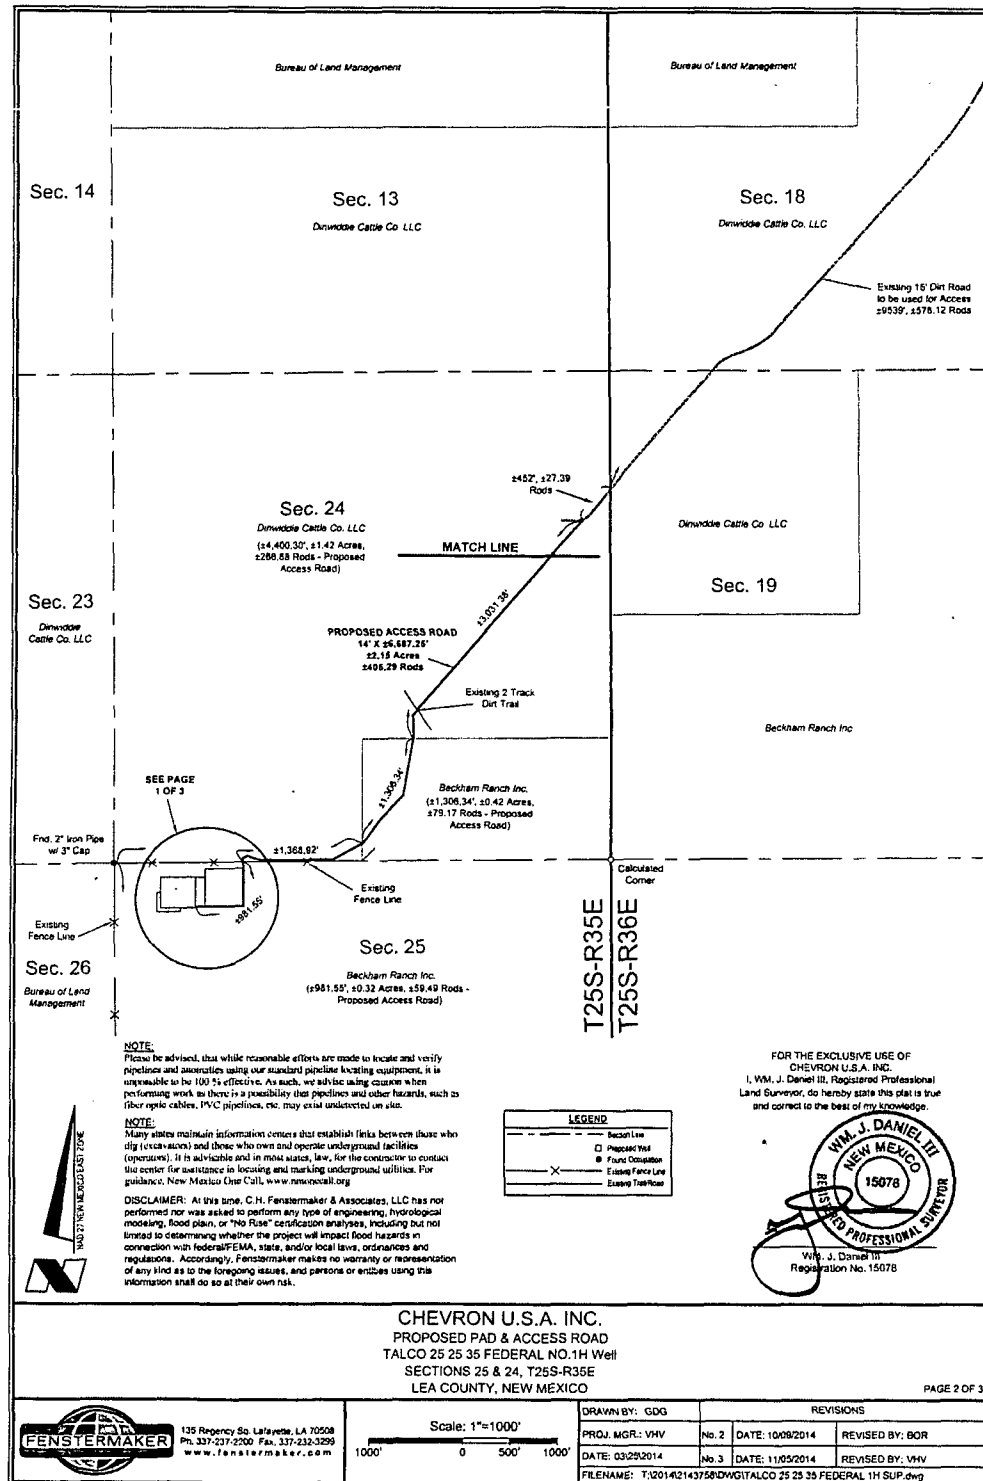 Bureau of Land Management
Bureau of Land Management
Sec. 14
Sec. 13
Dinwiddie Cattle Co. LLC
Sec. 18
Dinwiddie Cattle Co. LLC
Existing 16' Dirt Road
to be used for Access
±9539', ±578.12 Rods
±452', ±27.39
Rods
Sec. 24
Dinwiddie Cattle Co. LLC
(±4,400.30', ±1.42 Acres,
±266.68 Rods - Proposed
Access Road)
MATCH LINE
Dinwiddie Cattle Co. LLC
Sec. 19
Sec. 23
Dinwiddie
Cattle Co. LLC
±3,031.38'
PROPOSED ACCESS ROAD
14' X ±6,687.25'
±2.15 Acres
±405.29 Rods
Existing 2 Track
Dirt Trail
Beckham Ranch Inc
SEE PAGE
1 OF 3
±1,306.34'
Beckham Ranch Inc.
(±1,306.34', ±0.42 Acres,
±79.17 Rods - Proposed
Access Road)
Fnd. 2" Iron Pipe
w/ 3" Cap
±1,368.92'
Calculated
Corner
Existing
Fence Line
±981.55'
Existing
Fence Line
Sec. 25
Beckham Ranch Inc.
(±981.55', ±0.32 Acres, ±59.49 Rods -
Proposed Access Road)
Sec. 26
Bureau of Land
Management
T25S-R35E
T25S-R36E
NOTE:
Please be advised, that while reasonable efforts are made to locate and verify
pipelines and anomalies using our standard pipeline locating equipment, it is
impossible to be 100 % effective. As such, we advise using caution when
performing work as there is a possibility that pipelines and other hazards, such as
fiber optic cables, PVC pipelines, etc. may exist undetected on site.
NOTE:
Many states maintain information centers that establish links between those who
dig (excavators) and those who own and operate underground facilities
(operators). It is advisable and in most states, law, for the contractor to contact
the center for assistance in locating and marking underground utilities. For
guidance, New Mexico One Call, www.nmonecall.org
DISCLAIMER: At this time, C.H. Fenstermaker & Associates, LLC has not
performed nor was asked to perform any type of engineering, hydrological
modeling, flood plain, or "No Rise" certification analyses, including but not
limited to determining whether the project will impact flood hazards in
connection with federal/FEMA, state, and/or local laws, ordinances and
regulations. Accordingly, Fenstermaker makes no warranty or representation
of any kind as to the foregoing issues, and persons or entities using this
information shall do so at their own risk.
NAD 27 NEW MEXICO EAST ZONE
LEGEND
Section Line
Proposed Well
Found Occupation
Existing Fence Line
Existing Trail/Road
FOR THE EXCLUSIVE USE OF
CHEVRON U.S.A. INC.
I, WM. J. Daniel III, Registered Professional
Land Surveyor, do hereby state this plat is true
and correct to the best of my knowledge.
WM. J. DANIEL III
NEW MEXICO
15078
REGISTERED PROFESSIONAL SURVEYOR
WM. J. Daniel III
Registration No. 15078
CHEVRON U.S.A. INC.
PROPOSED PAD & ACCESS ROAD
TALCO 25 25 35 FEDERAL NO.1H Well
SECTIONS 25 & 24, T25S-R35E
LEA COUNTY, NEW MEXICO
PAGE 2 OF 3
FENSTERMAKER
135 Regency Sq. Lafayette, LA 70508
Ph. 337-237-2200 Fax. 337-232-3299
www.fenstermaker.com
Scale: 1"=1000'
1000' 0 500' 1000'
DRAWN BY: GDG
REVISIONS
PROJ. MGR.: VHV
No. 2
DATE: 10/09/2014
REVISED BY: BOR
DATE: 03/25/2014
No.3
DATE: 11/05/2014
REVISED BY: VHV
FILENAME: T:\2014\2143758\DWG\TALCO 25 25 35 FEDERAL 1H SUP.dwg